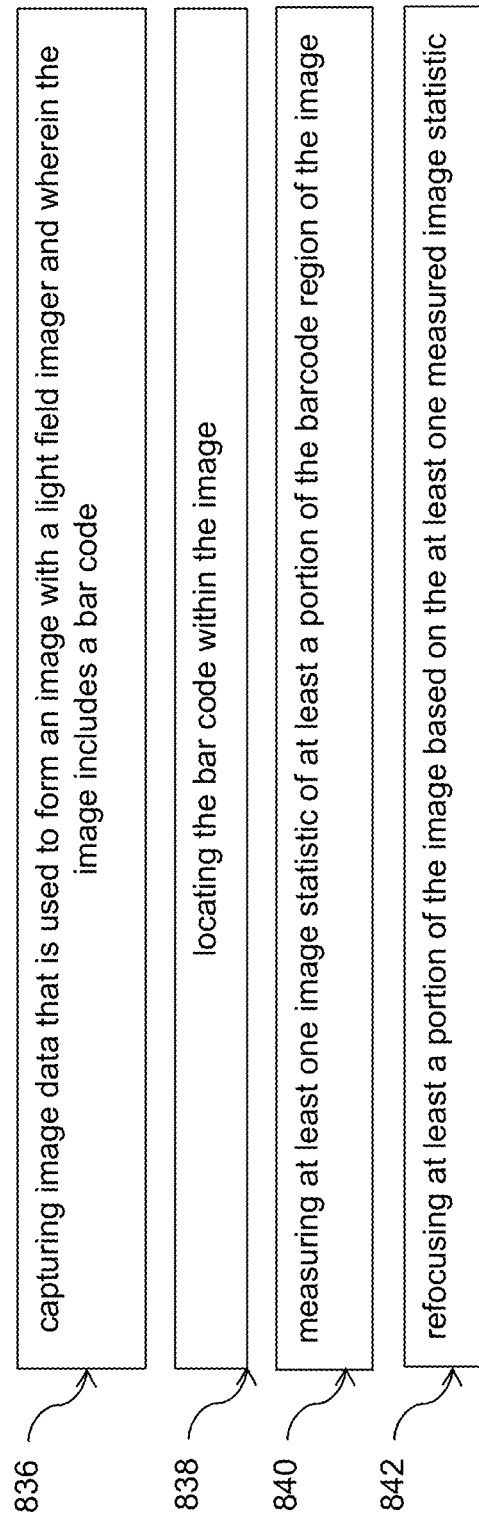 836
capturing image data that is used to form an image with a light field imager and wherein the
image includes a bar code
838
locating the bar code within the image
840
measuring at least one image statistic of at least a portion of the barcode region of the image
842
refocusing at least a portion of the image based on the at least one measured image statistic